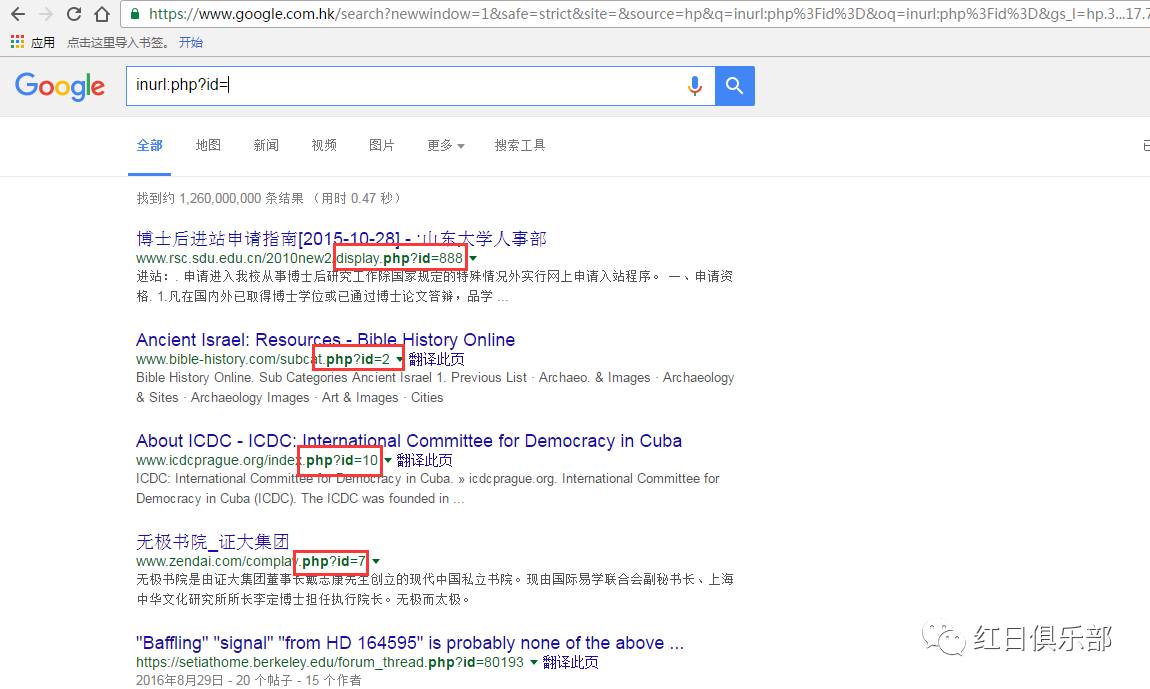 https://www.google.com.hk/search?newwindow=1&safe=strict&site=&source=hp&q=inurl:php%3Fid%3D&oq=inurl:php%3Fid%3D&gs_l=hp.3...17.7
应用 点击这里导入书签。 开始
Google inurl:php?id=
全部 地图 新闻 视频 图片 更多 搜索工具
找到约 1,260,000,000 条结果 （用时 0.47 秒）
博士后进站申请指南[2015-10-28] - :山东大学人事部
www.rsc.sdu.edu.cn/2010new2/display.php?id=888
进站：. 申请进入我校从事博士后研究工作除国家规定的特殊情况外实行网上申请入站程序。 一、申请资
格. 1.凡在国内外已取得博士学位或已通过博士论文答辩，品学 ...
Ancient Israel: Resources - Bible History Online
www.bible-history.com/subcat.php?id=2 翻译此页
Bible History Online. Sub Categories Ancient Israel 1. Previous List · Archaeo. & Images · Archaeology
& Sites · Archaeology Images · Art & Images · Cities
About ICDC - ICDC: International Committee for Democracy in Cuba
www.icdcprague.org/index.php?id=10 翻译此页
ICDC: International Committee for Democracy in Cuba. » icdcprague.org. International Committee for
Democracy in Cuba (ICDC). The ICDC was founded in ...
无极书院_证大集团
www.zendai.com/complay.php?id=7
无极书院是由证大集团董事长戴志康先生创立的现代中国私立书院。现由国际易学联合会副秘书长、上海
中华文化研究所所长李定博士担任执行院长。无极而太极。
"Baffling" "signal" "from HD 164595" is probably none of the above ...
https://setiathome.berkeley.edu/forum_thread.php?id=80193 翻译此页
2016年8月29日 - 20 个帖子 - 15 个作者
红日俱乐部